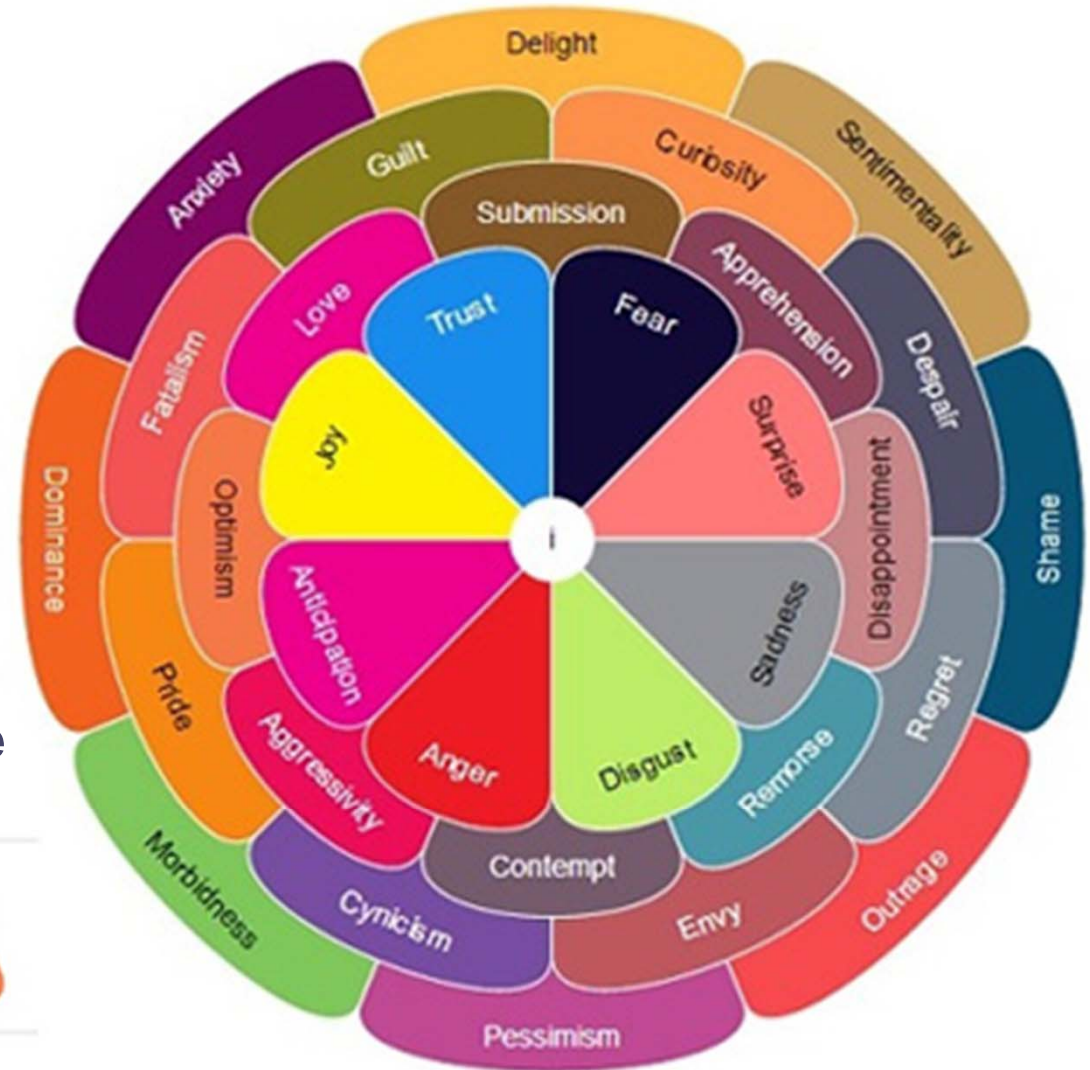 Delight
Sentimentality
Shame
Outrage
Pessimism
Morbidness
Dominance
Anxiety
Guilt
Curiosity
Despair
Regret
Envy
Cynicism
Pride
Fatalism
Submission
Apprehension
Disappointment
Remorse
Contempt
Aggressivity
Optimism
Love
Trust
Fear
Surprise
Sadness
Disgust
Anger
Anticipation
Joy
i
e